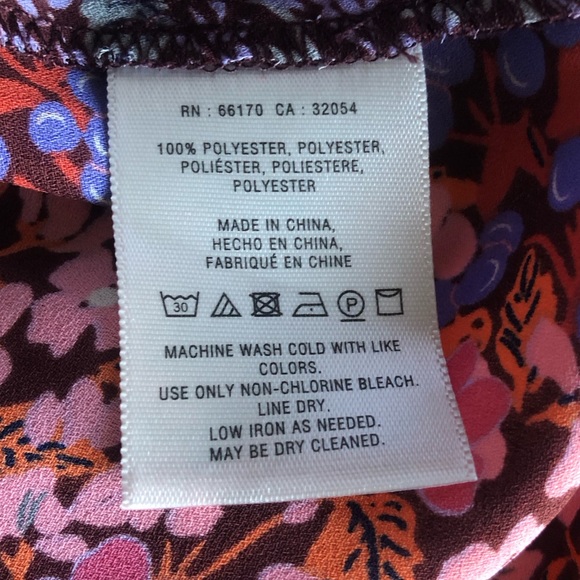 RN : 66170 CA : 32054
100% POLYESTER, POLYESTER,
POLIÉSTER, POLIESTERE,
POLYESTER
MADE IN CHINA,
HECHO EN CHINA,
FABRIQUÉ EN CHINE
30 P
MACHINE WASH COLD WITH LIKE
COLORS.
USE ONLY NON-CHLORINE BLEACH.
LINE DRY.
LOW IRON AS NEEDED.
MAY BE DRY CLEANED.